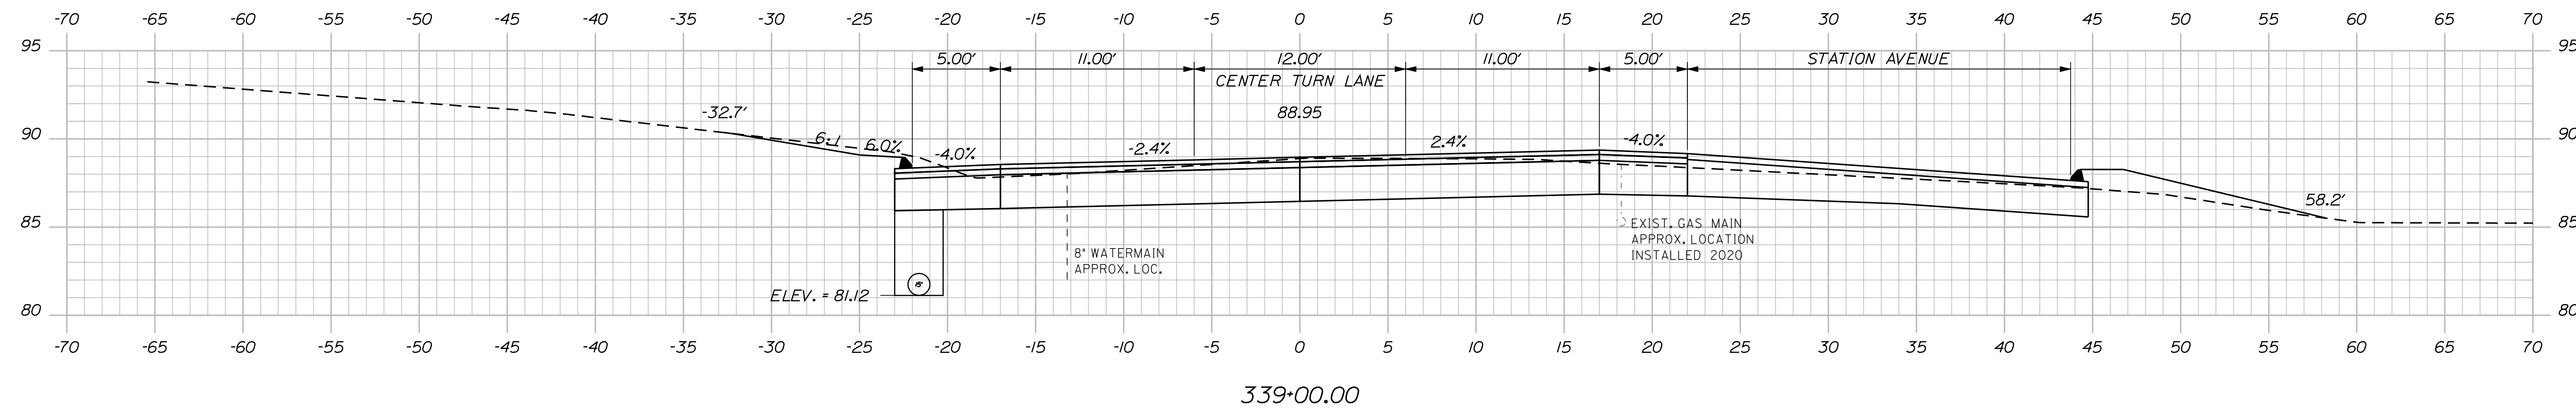 -70 -65 -60 -55 -50 -45 -40 -35 -30 -25 -20 -15 -10 -5 0 5 10 15 20 25 30 35 40 45 50 55 60 65 70
95 95
5.00' 11.00' 12.00' 11.00' 5.00' STATION AVENUE
CENTER TURN LANE
-32.7' 88.95
90 6:1 6.0% -4.0% -2.4% 2.4% -4.0% 90
58.2'
85 85
EXIST. GAS MAIN
APPROX. LOCATION
INSTALLED 2020
8" WATERMAIN
APPROX. LOC.
15"
ELEV. = 81.12
80 80
-70 -65 -60 -55 -50 -45 -40 -35 -30 -25 -20 -15 -10 -5 0 5 10 15 20 25 30 35 40 45 50 55 60 65 70
339+00.00